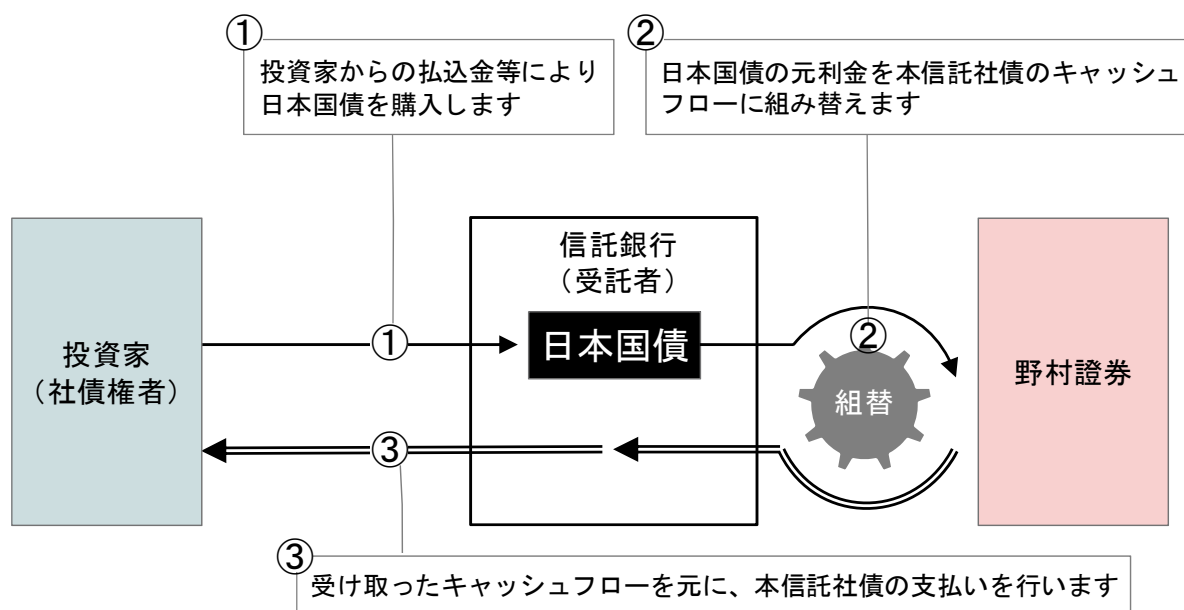 ①
投資家からの払込金等により
日本国債を購入します
②
日本国債の元利金を本信託社債のキャッシュ
フローに組み替えます
投資家
（社債権者）
①
信託銀行
（受託者）
日本国債
②
組替
野村證券
③
③
受け取ったキャッシュフローを元に、本信託社債の支払いを行います